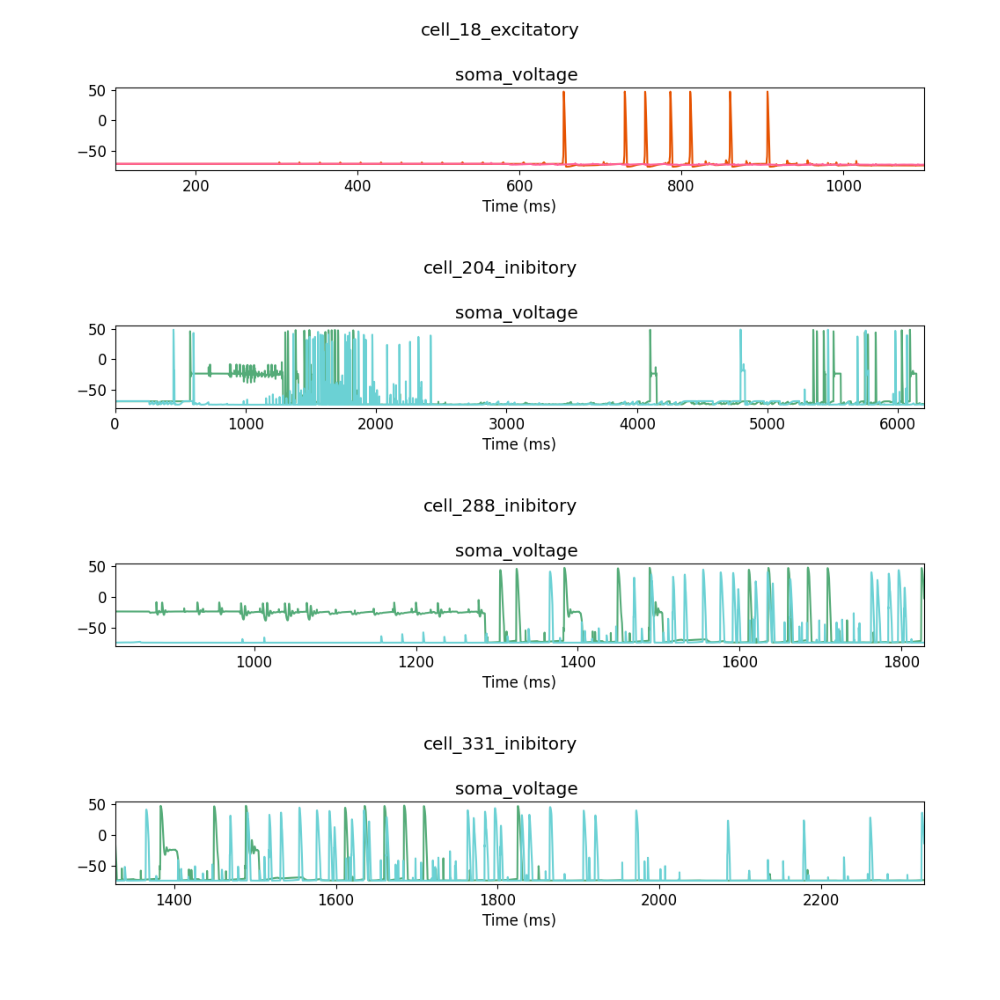 cell_18_excitatory
soma_voltage
50
0
−50
200 400 600 800 1000
Time (ms)
cell_204_inibitory
soma_voltage
50
0
−50
0 1000 2000 3000 4000 5000 6000
Time (ms)
cell_288_inibitory
soma_voltage
50
0
−50
1000 1200 1400 1600 1800
Time (ms)
cell_331_inibitory
soma_voltage
50
0
−50
1400 1600 1800 2000 2200
Time (ms)